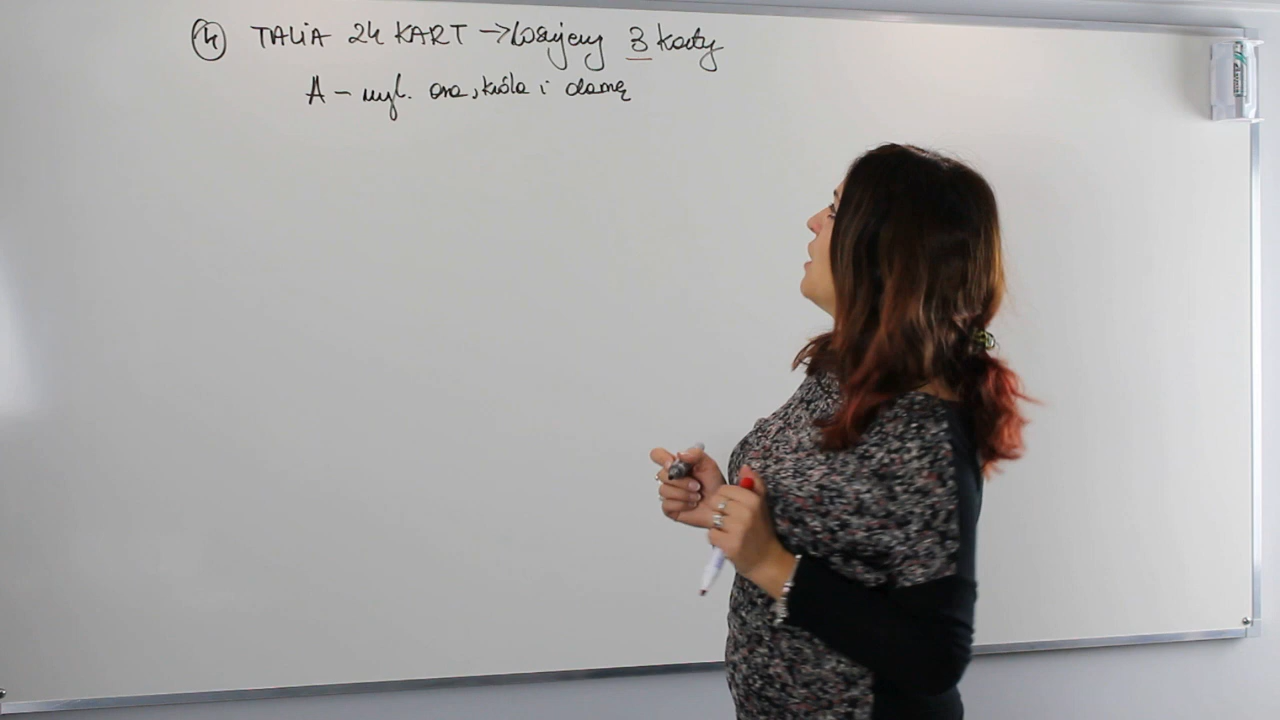 ④ TALIA 24 KART → Losujemy 3 karty
A - wyl. asa, króla i damę